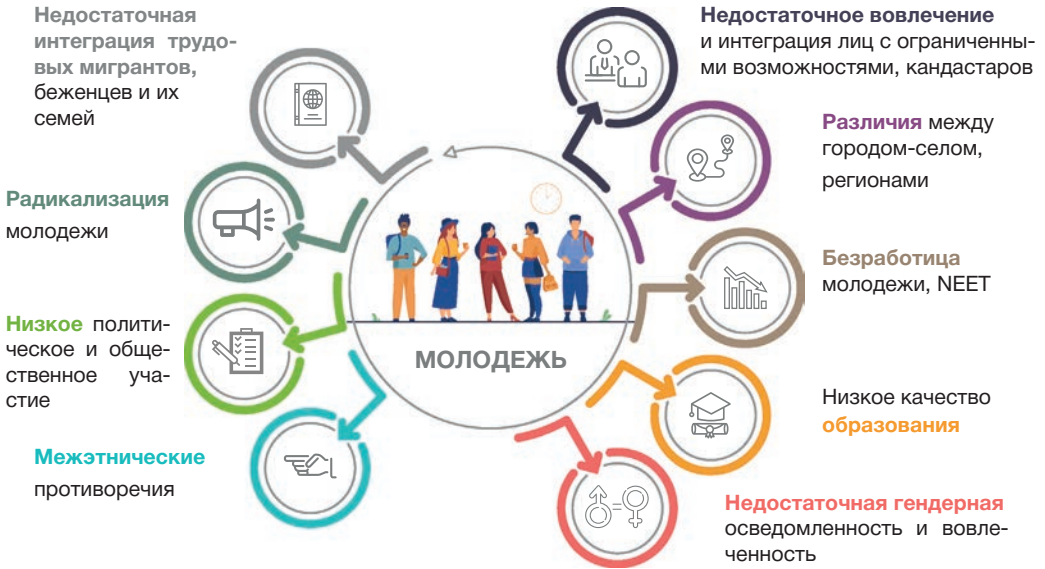 Недостаточная
интеграция трудо-
вых мигрантов,
беженцев и их
семей
Радикализация
молодежи
Низкое полити-
ческое и обще-
ственное уча-
стие
Межэтнические
противоречия
МОЛОДЕЖЬ
Недостаточное вовлечение
и интеграция лиц с ограниченны-
ми возможностями, кандастаров
Различия между
городом-селом,
регионами
Безработица
молодежи, NEET
Низкое качество
образования
Недостаточная гендерная
осведомленность и вовле-
ченность